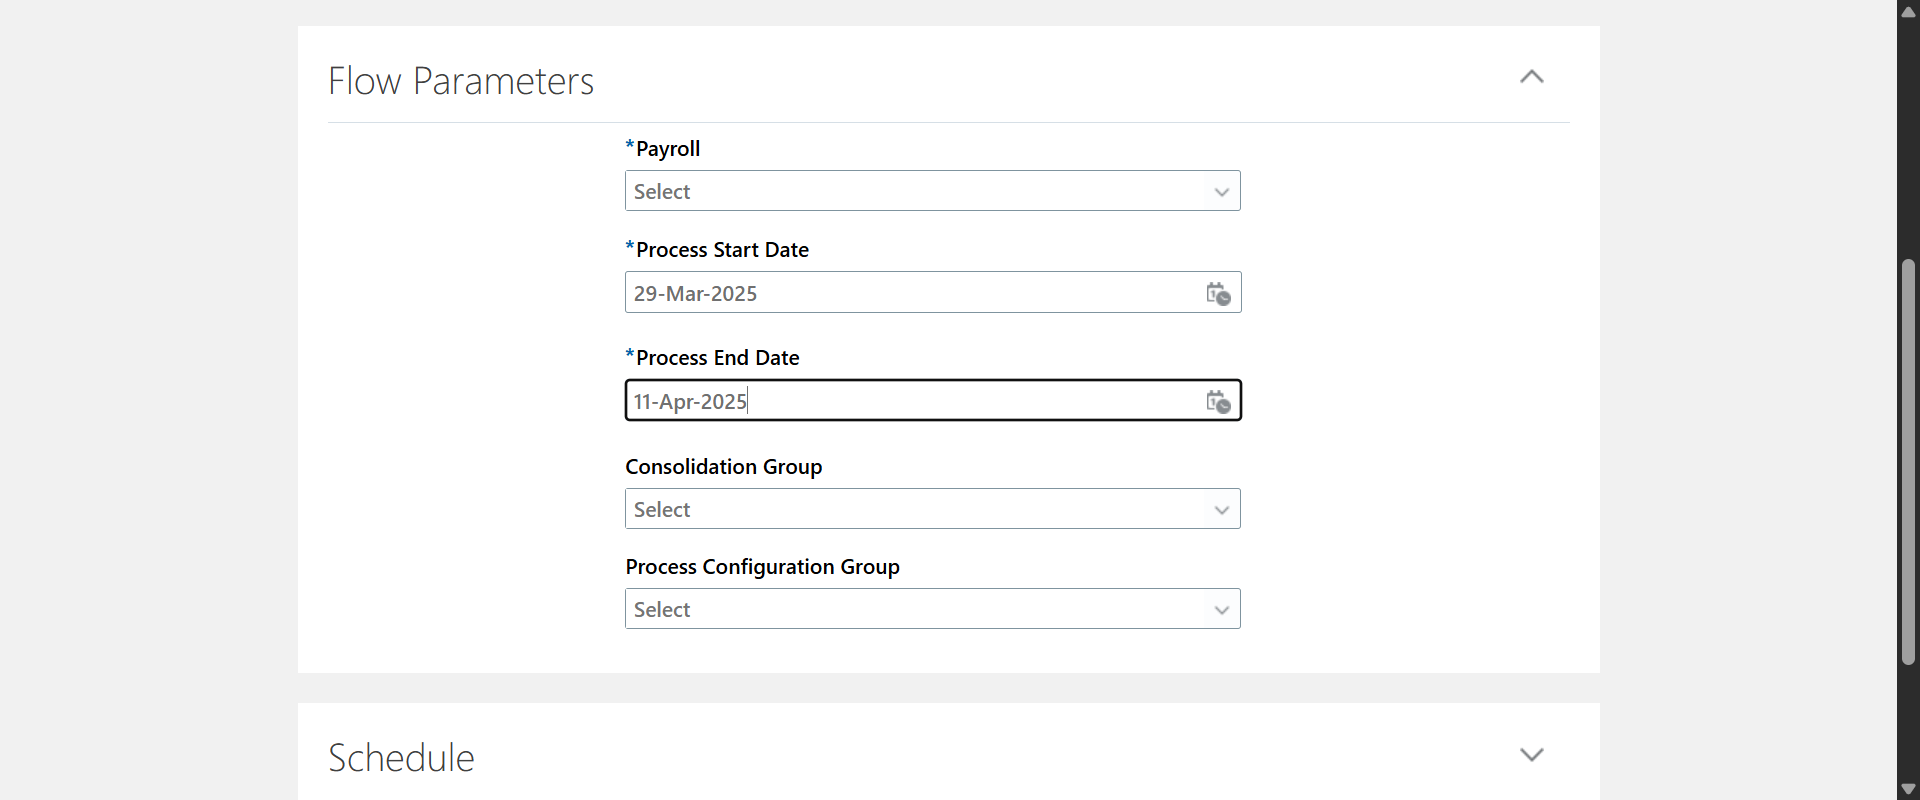 Flow Parameters
*Payroll
Select
*Process Start Date
29-Mar-2025
*Process End Date
11-Apr-2025
Consolidation Group
Select
Process Configuration Group
Select
Schedule